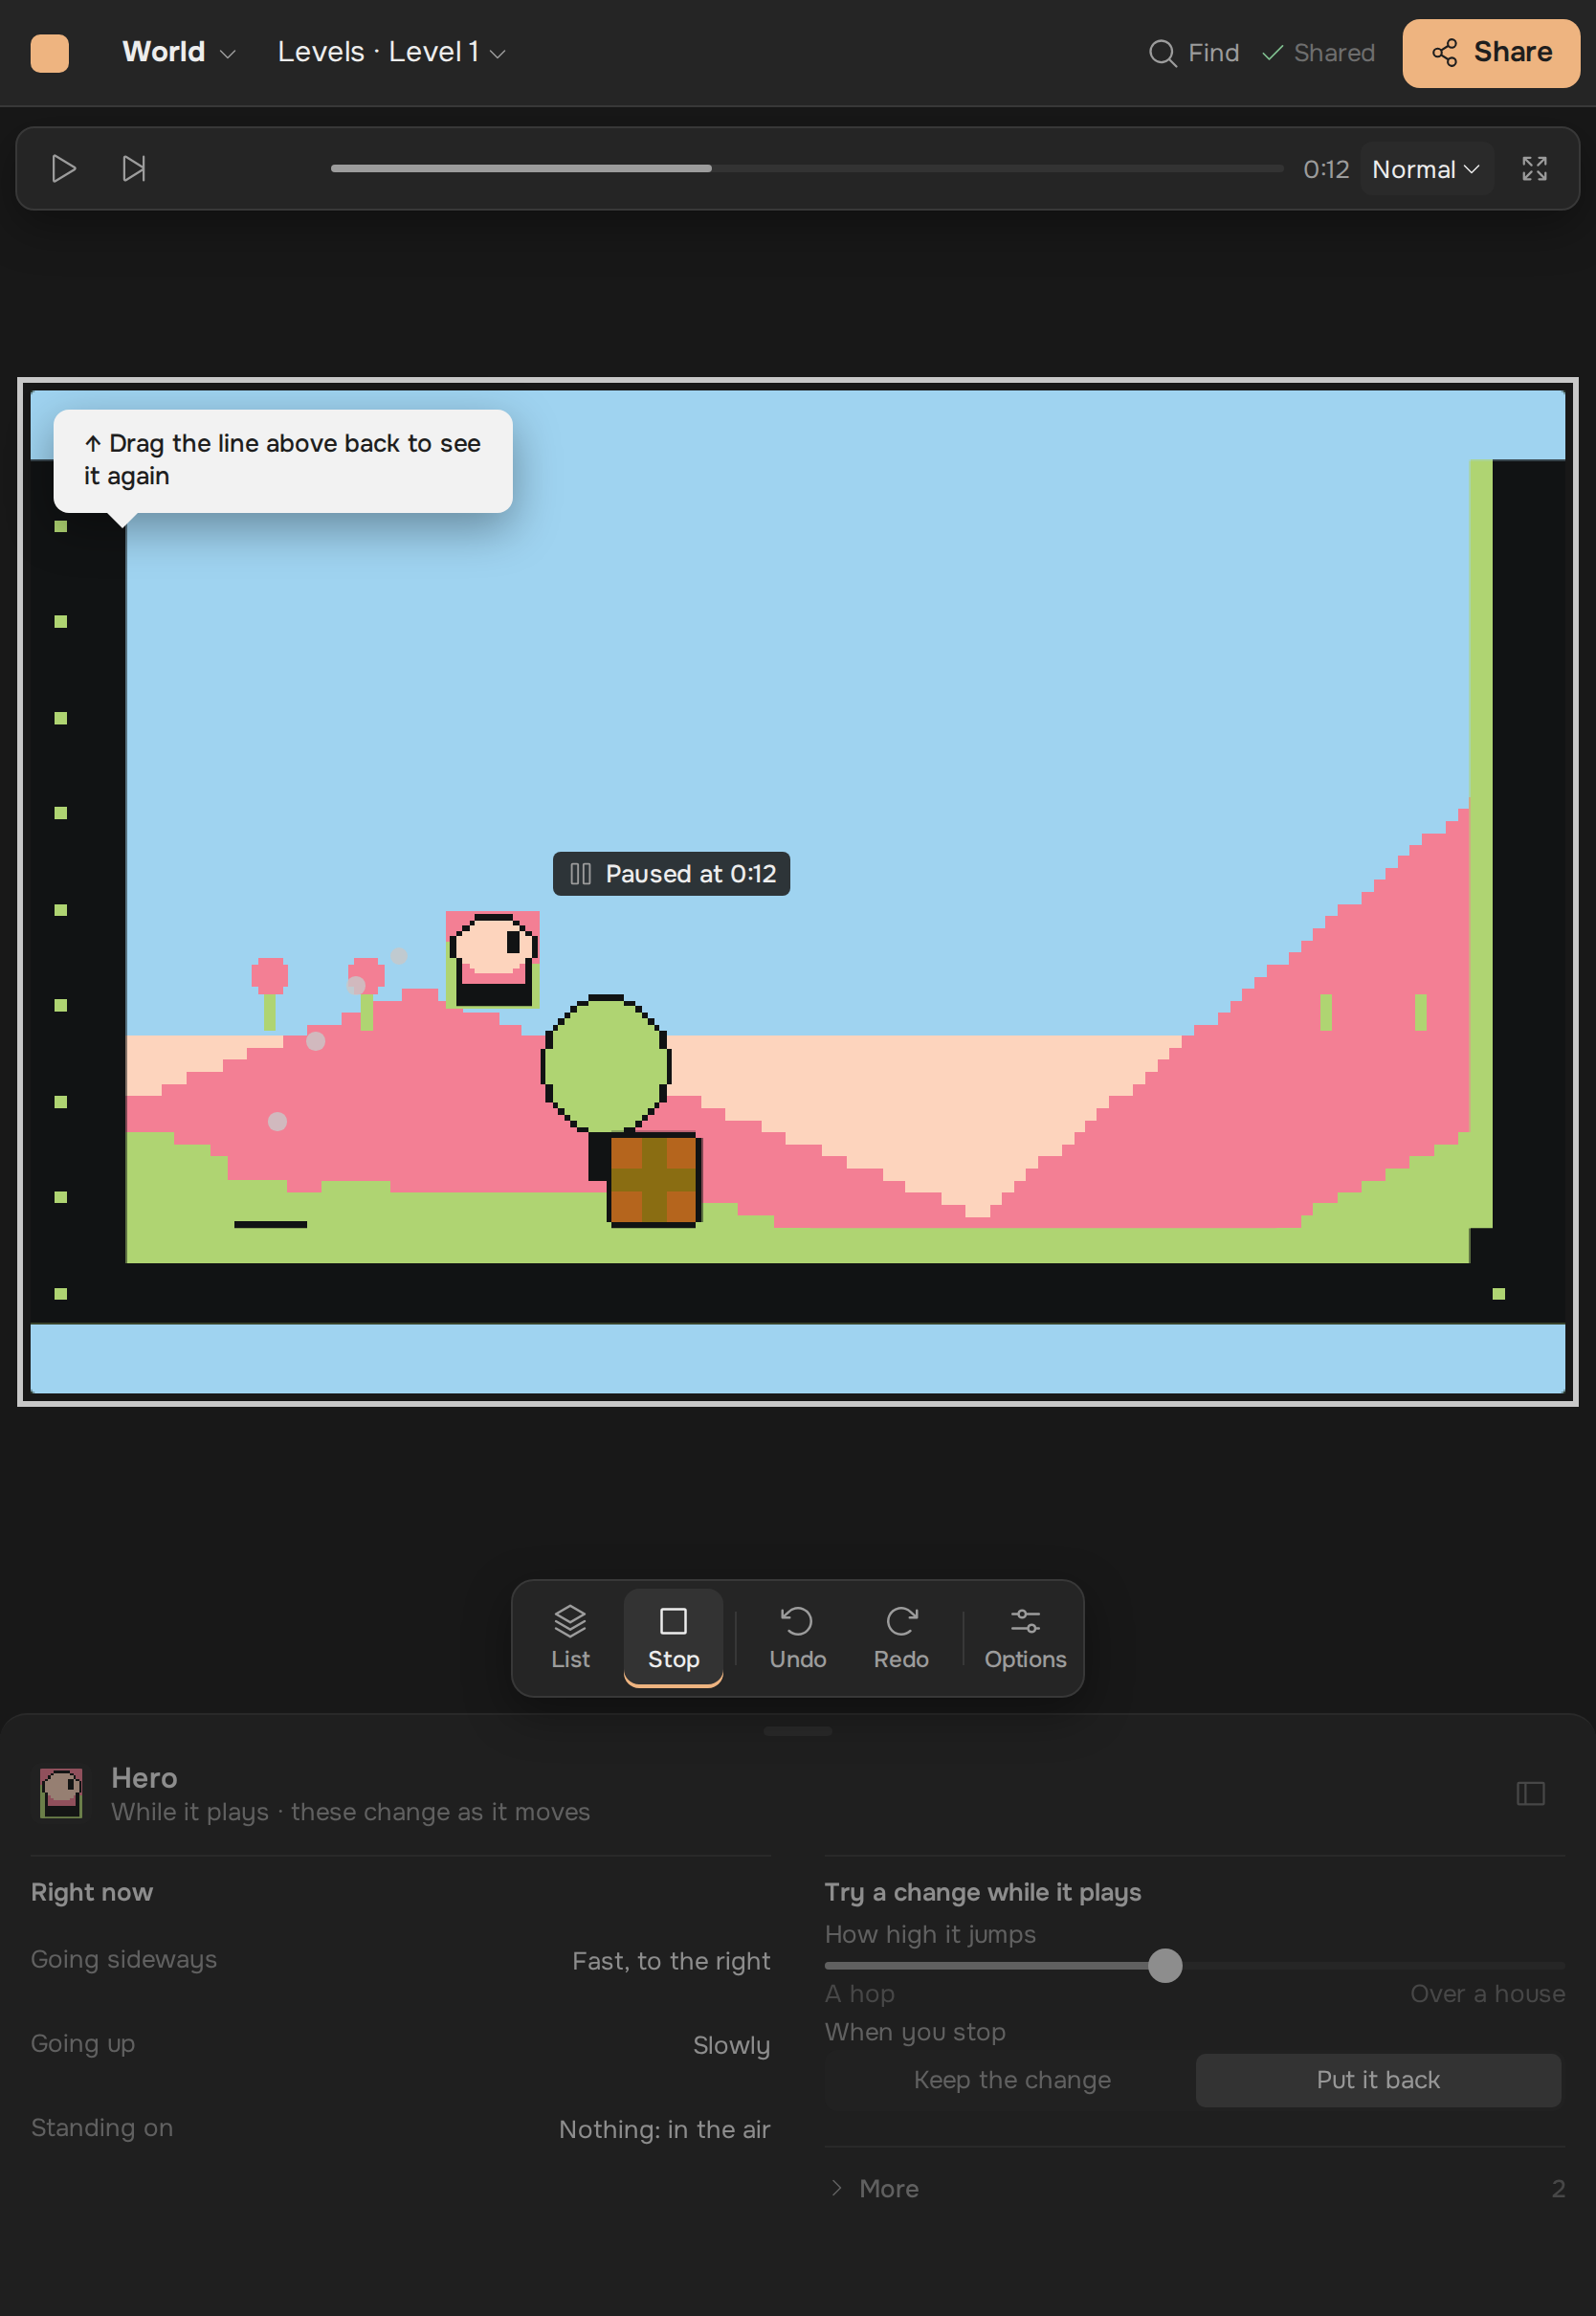 World
Levels · Level 1
Find
Shared
Share
0:12
Normal
↑ Drag the line above back to see
it again
Paused at 0:12
List
Stop
Undo
Redo
Options
Hero
While it plays · these change as it moves
Right now
Going sideways
Fast, to the right
Going up
Slowly
Standing on
Nothing: in the air
Try a change while it plays
How high it jumps
A hop
Over a house
When you stop
Keep the change
Put it back
More
2